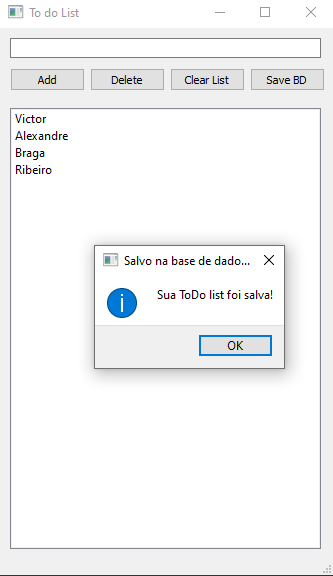 To do List
Add Delete Clear List Save BD
Victor
Alexandre
Braga
Ribeiro
Salvo na base de dado...
Sua ToDo list foi salva!
OK